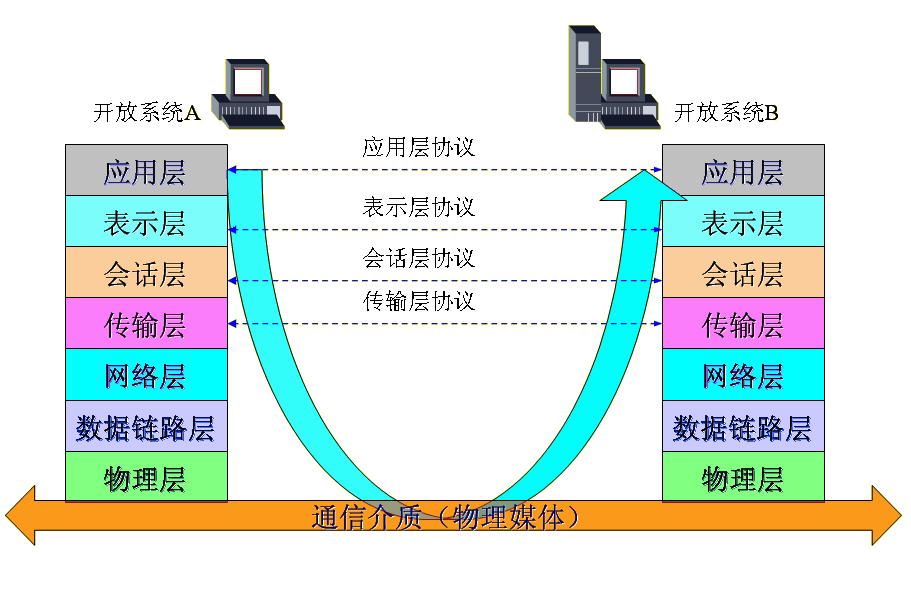 开放系统A
开放系统B
应用层协议
应用层
应用层
表示层协议
表示层
表示层
会话层协议
会话层
会话层
传输层协议
传输层
传输层
网络层
网络层
数据链路层
数据链路层
物理层
物理层
通信介质（物理媒体）